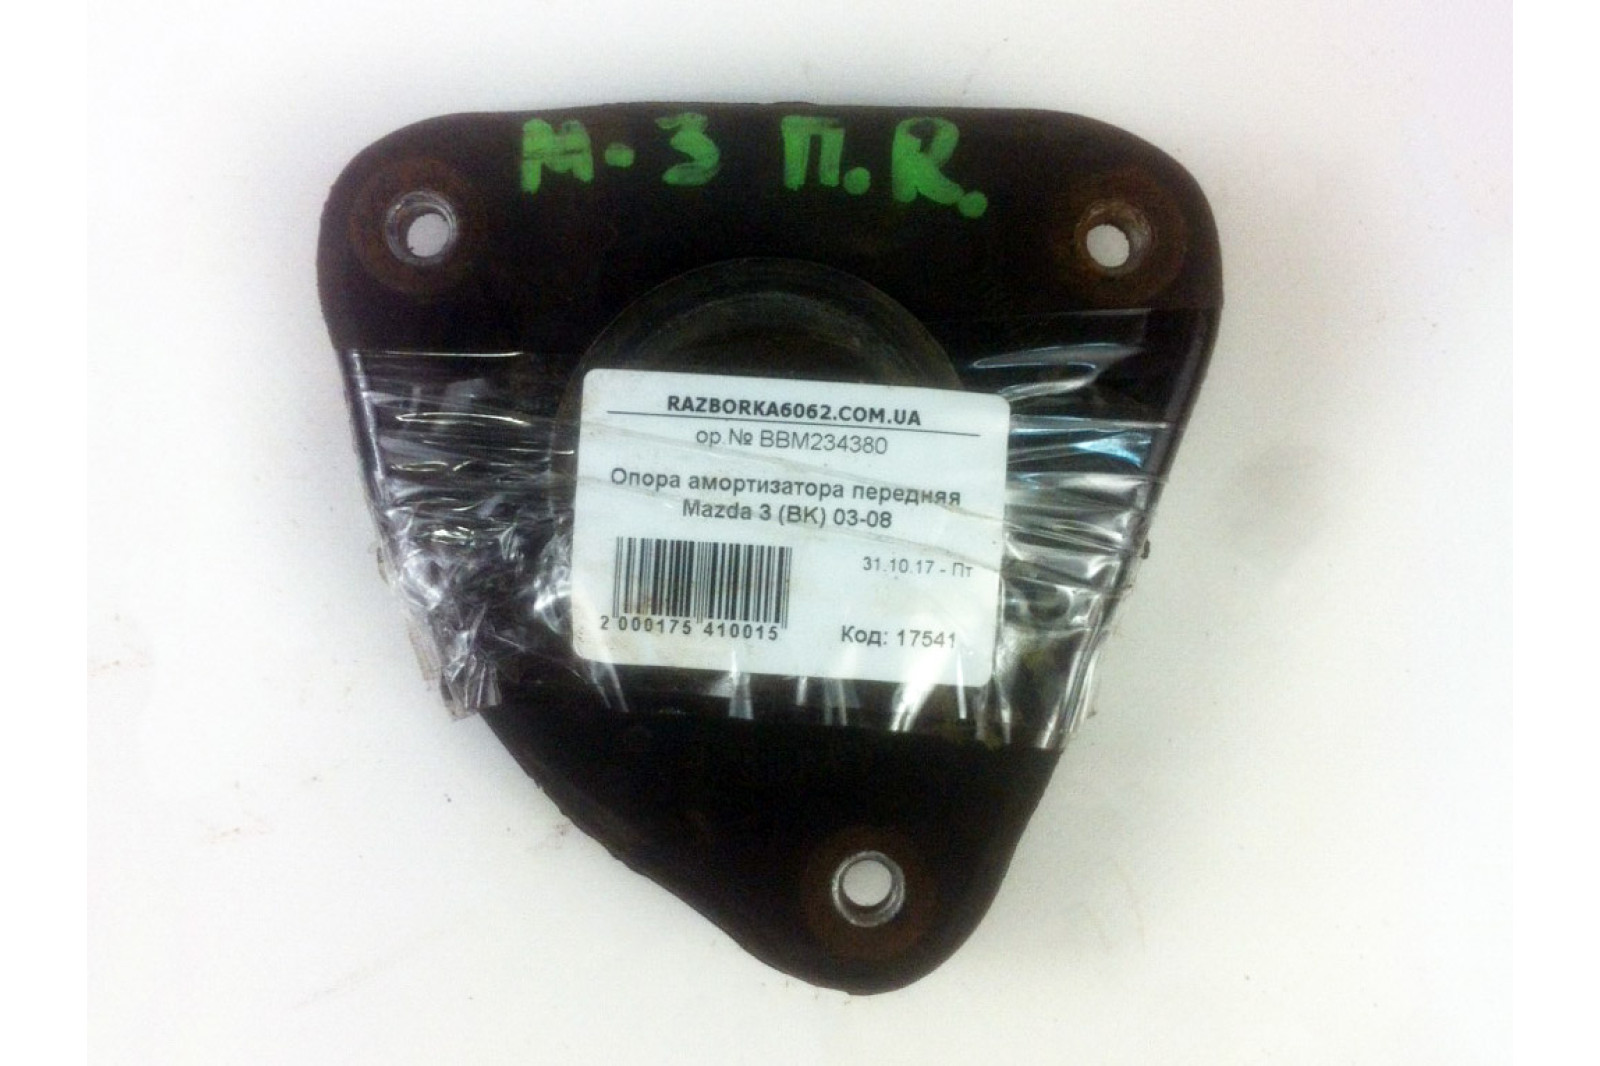 М-3 П.R.
RAZBORKA6062.COM.UA
ор.№ BBM234380
Опора амортизатора передняя
Mazda 3 (BK) 03-08
31.10.17 - Пт
2 000175 410015
Код: 17541